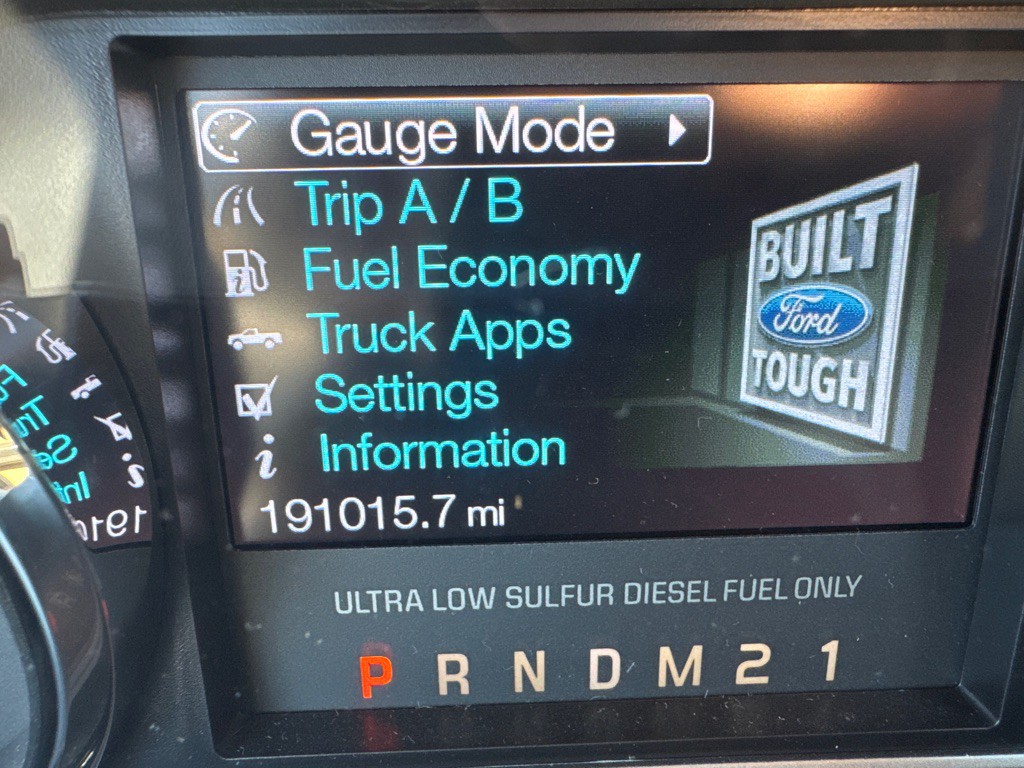 Gauge Mode
Trip A / B
Fuel Economy
Truck Apps
Settings
Information
191015.7 mi
BUILT
Ford
TOUGH
ULTRA LOW SULFUR DIESEL FUEL ONLY
P R N D M 2 1